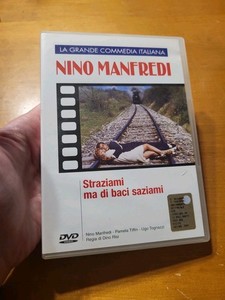 LA GRANDE COMMEDIA ITALIANA
NINO MANFREDI
Straziami
ma di baci saziami
Nino Manfredi - Pamela Tiffin - Ugo Tognazzi
Regia di Dino Risi
DVD